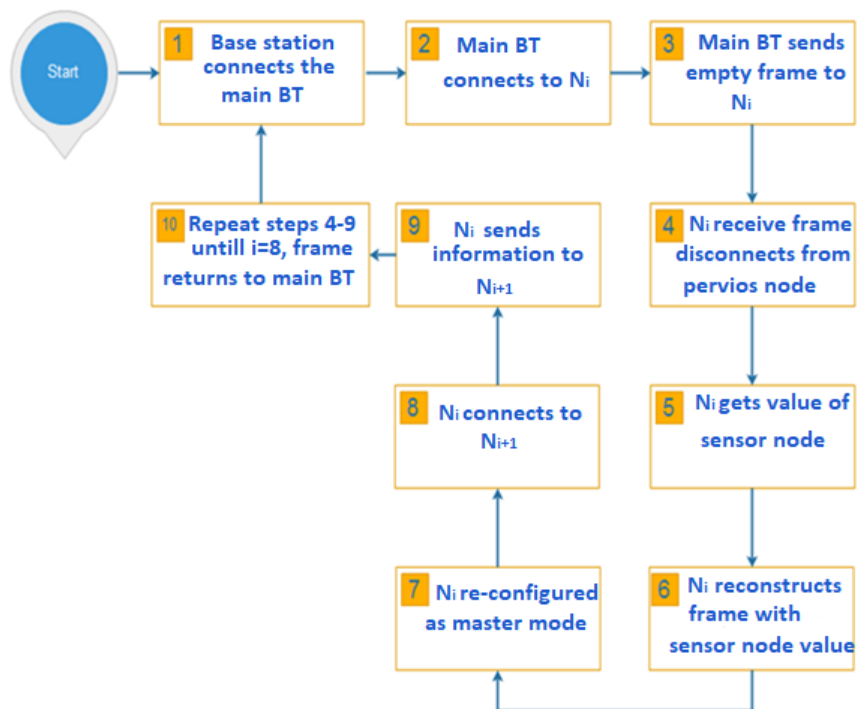 Start
1
Base station
connects the
main BT
2
Main BT
connects to Ni
3
Main BT sends
empty frame to
Ni
4
Ni receive frame
disconnects from
pervios node
5
Ni gets value of
sensor node
6
Ni reconstructs
frame with
sensor node value
7
Ni re-configured
as master mode
8
Ni connects to
Ni+1
9
Ni sends
information to
Ni+1
10
Repeat steps 4-9
untill i=8, frame
returns to main BT